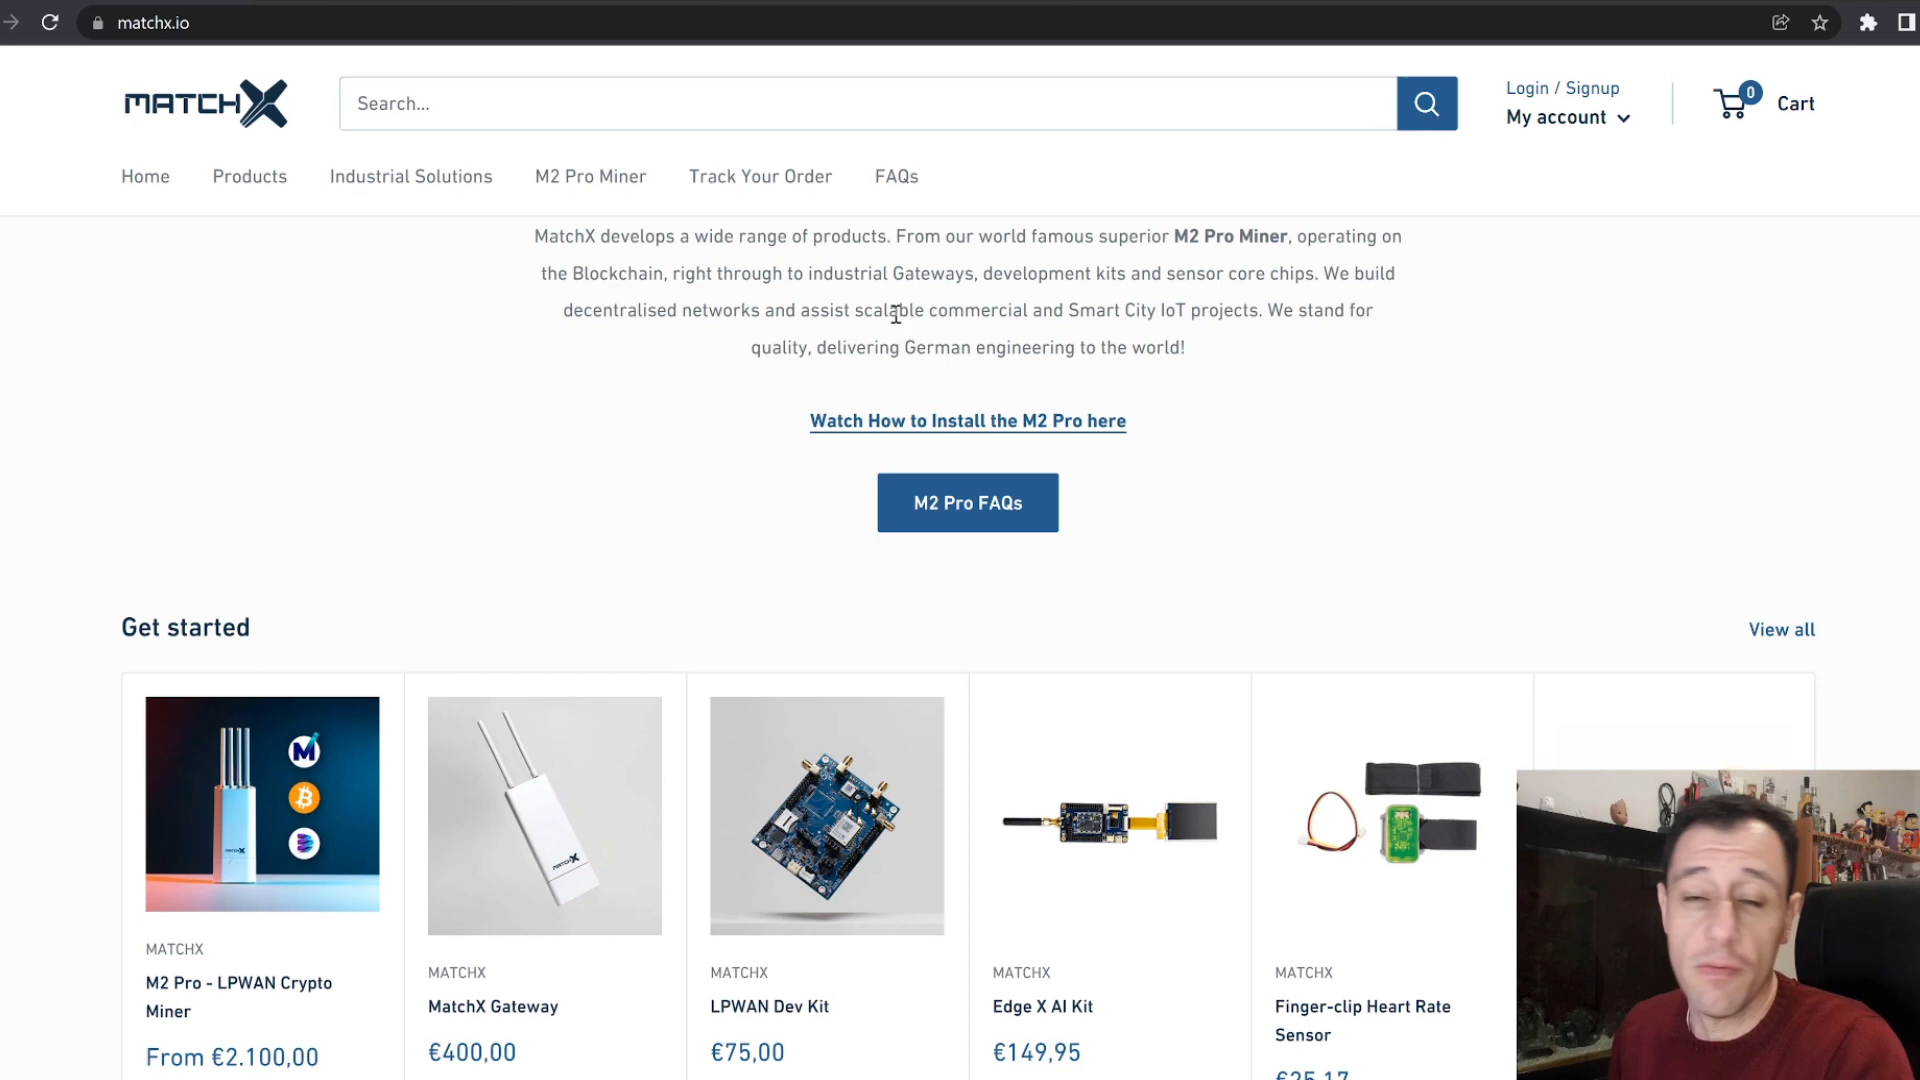 matchx.io
MATCHX
Search...
Login / Signup
My account
0
Cart
Home
Products
Industrial Solutions
M2 Pro Miner
Track Your Order
FAQs
MatchX develops a wide range of products. From our world famous superior M2 Pro Miner, operating on
the Blockchain, right through to industrial Gateways, development kits and sensor core chips. We build
decentralised networks and assist scalable commercial and Smart City IoT projects. We stand for
quality, delivering German engineering to the world!
Watch How to Install the M2 Pro here
M2 Pro FAQs
Get started
View all
MATCHX
MATCHX
MATCHX
M2 Pro - LPWAN Crypto
Miner
From €2.100,00
MATCHX
MatchX Gateway
€400,00
MATCHX
LPWAN Dev Kit
€75,00
MATCHX
Edge X AI Kit
€149,95
MATCHX
Finger-clip Heart Rate
Sensor
€25,17